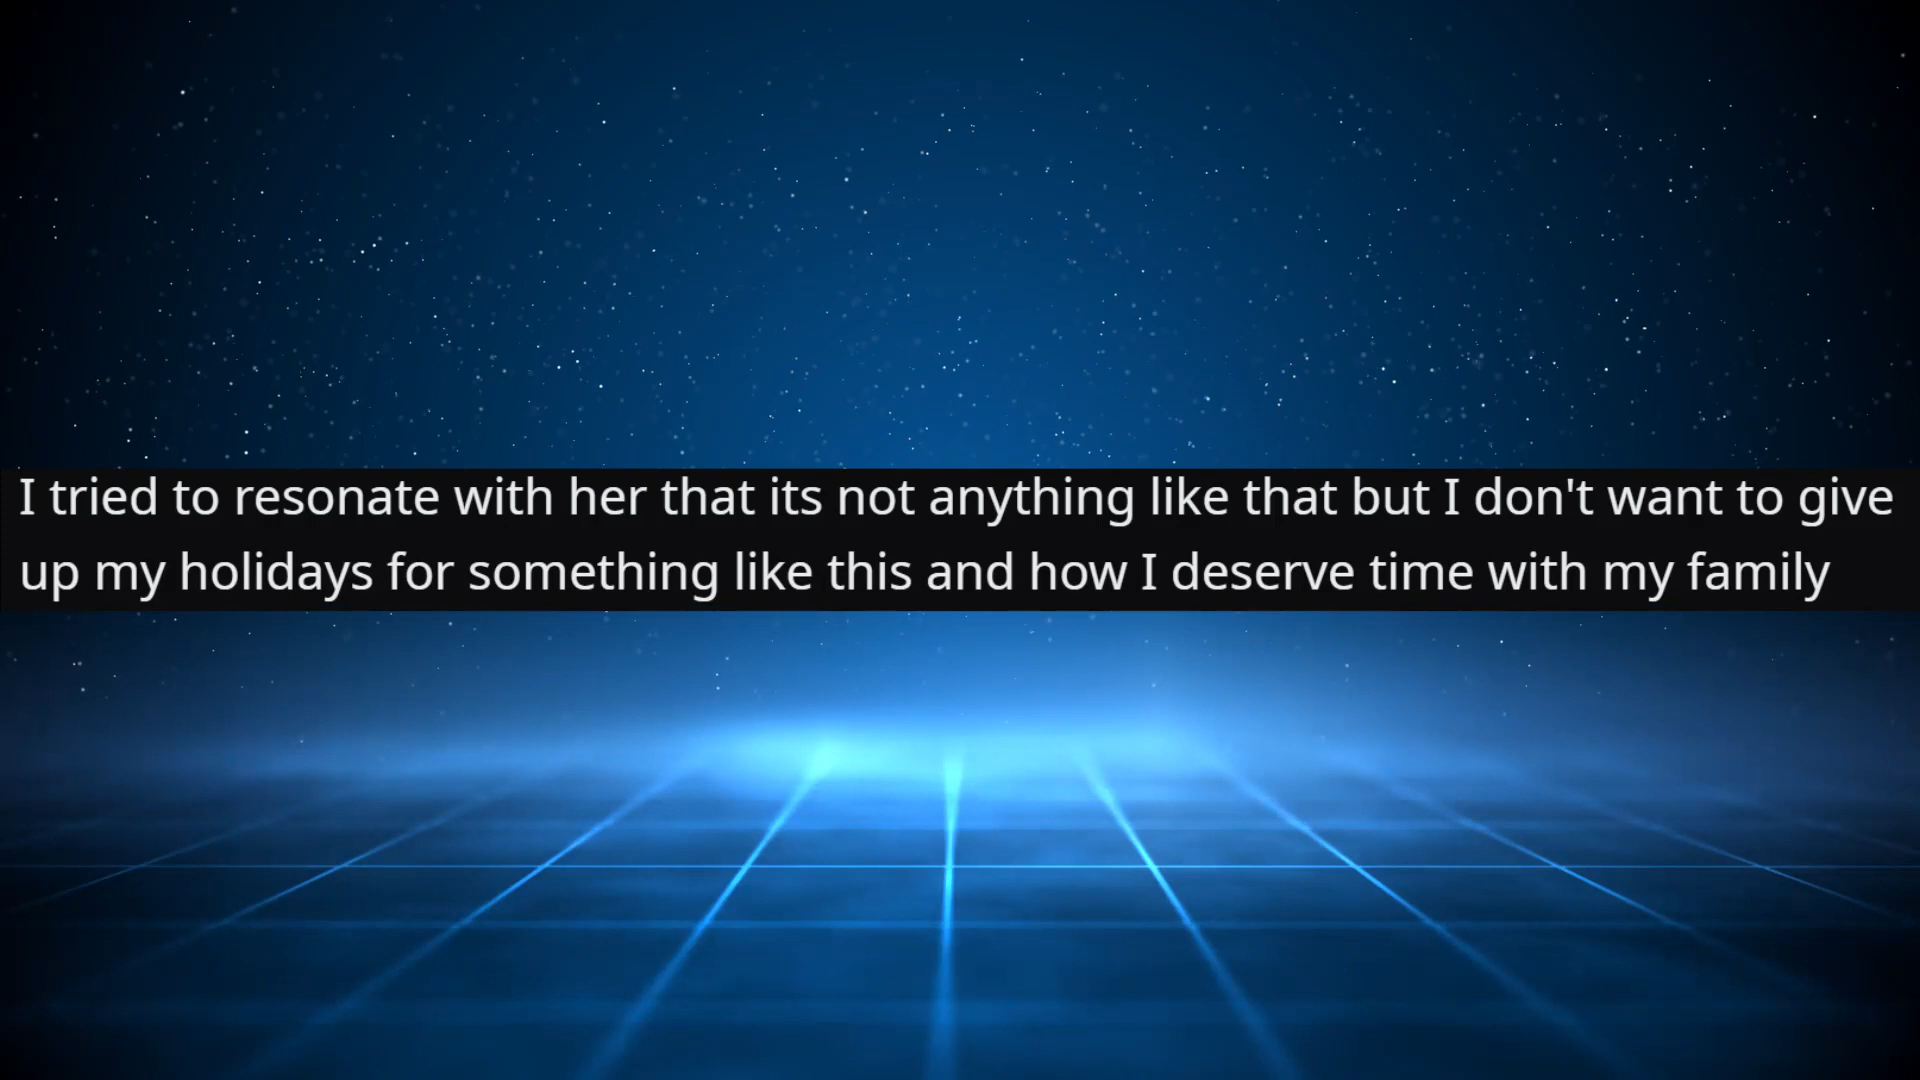 I tried to resonate with her that its not anything like that but I don't want to give
up my holidays for something like this and how I deserve time with my family